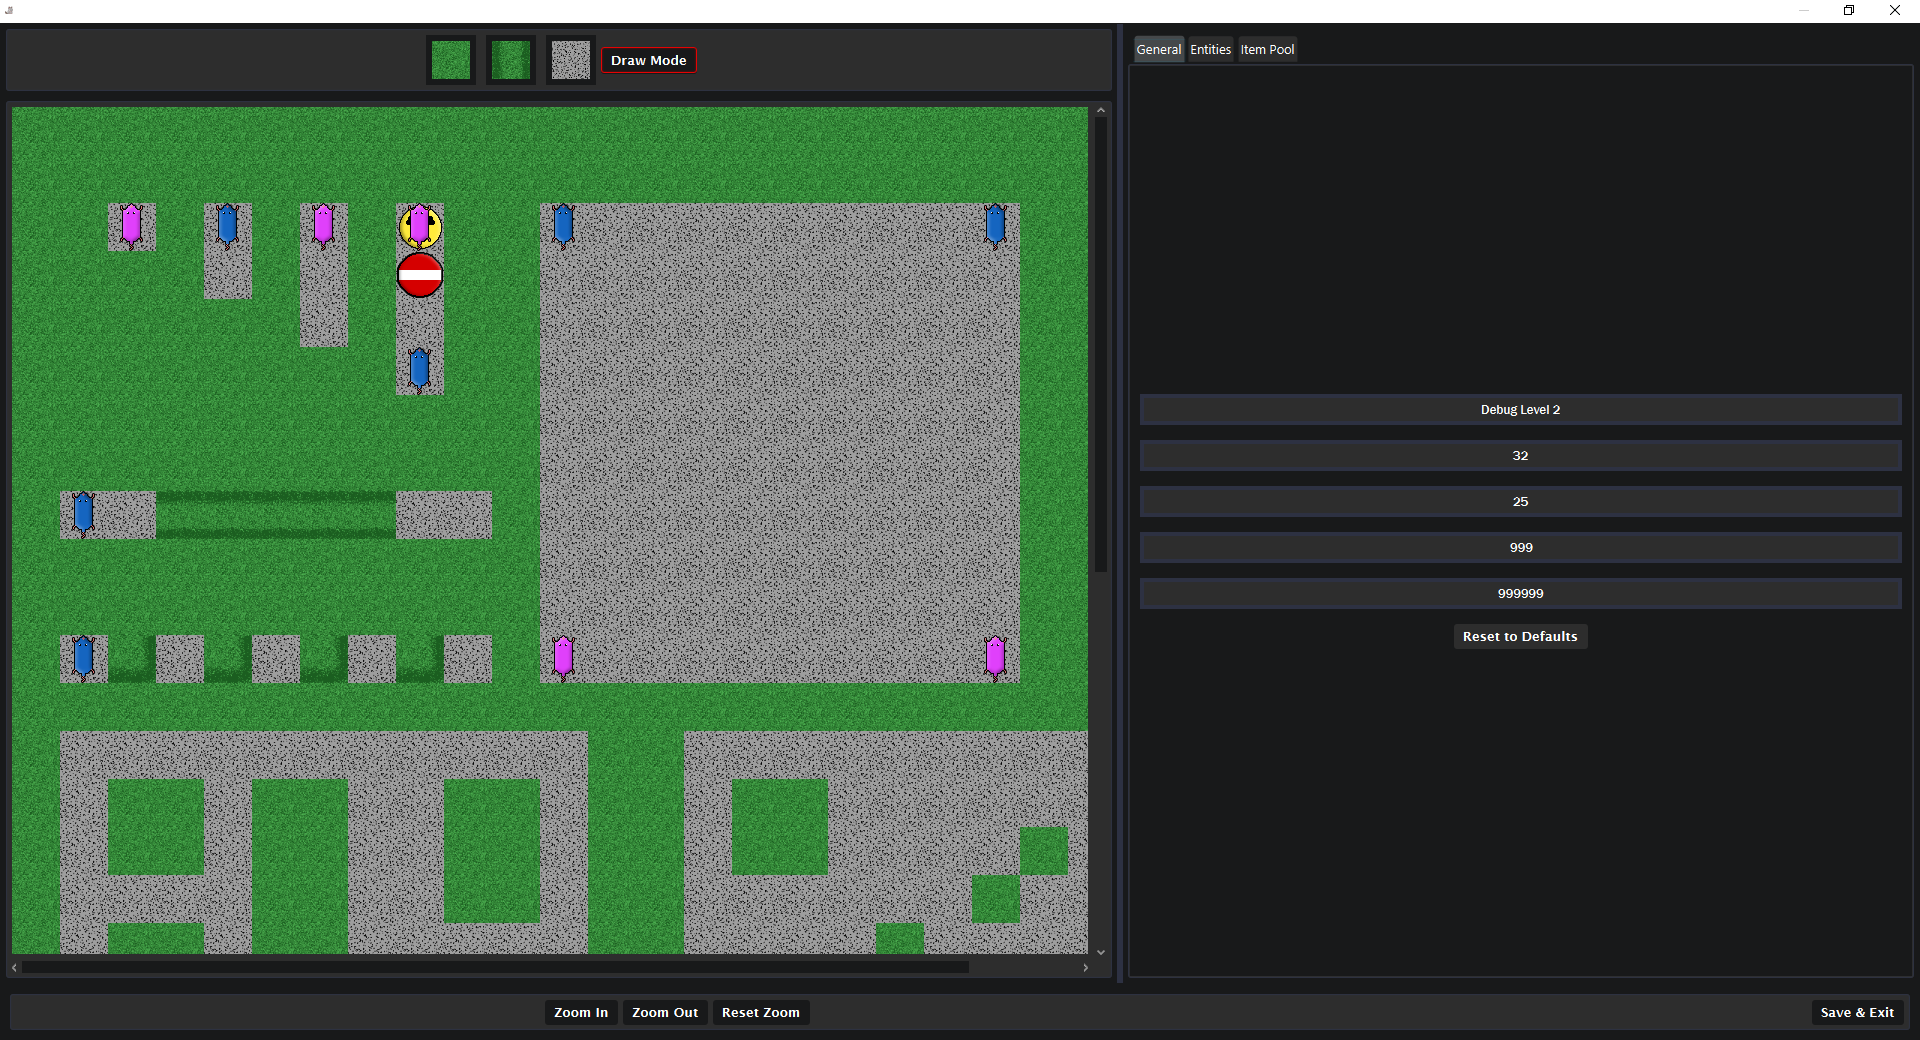 Draw Mode
General Entities Item Pool
Debug Level 2
32
25
999
999999
Reset to Defaults
Zoom In Zoom Out Reset Zoom
Save & Exit